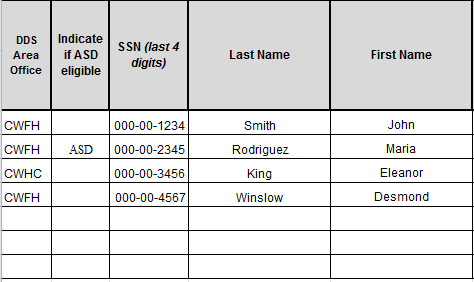 DDS Area Office Indicate if ASD eligible SSN (last 4 digits) Last Name First Name
CWFH 000-00-1234 Smith John
CWFH ASD 000-00-2345 Rodriguez Maria
CWHC 000-00-3456 King Eleanor
CWFH 000-00-4567 Winslow Desmond